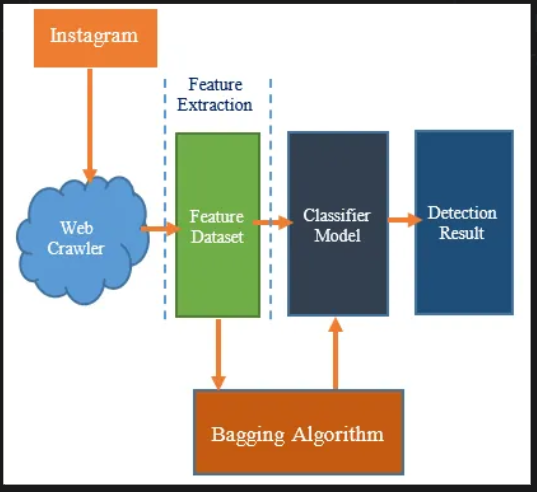 Instagram
Feature
Extraction
Web
Crawler
Feature
Dataset
Classifier
Model
Detection
Result
Bagging Algorithm